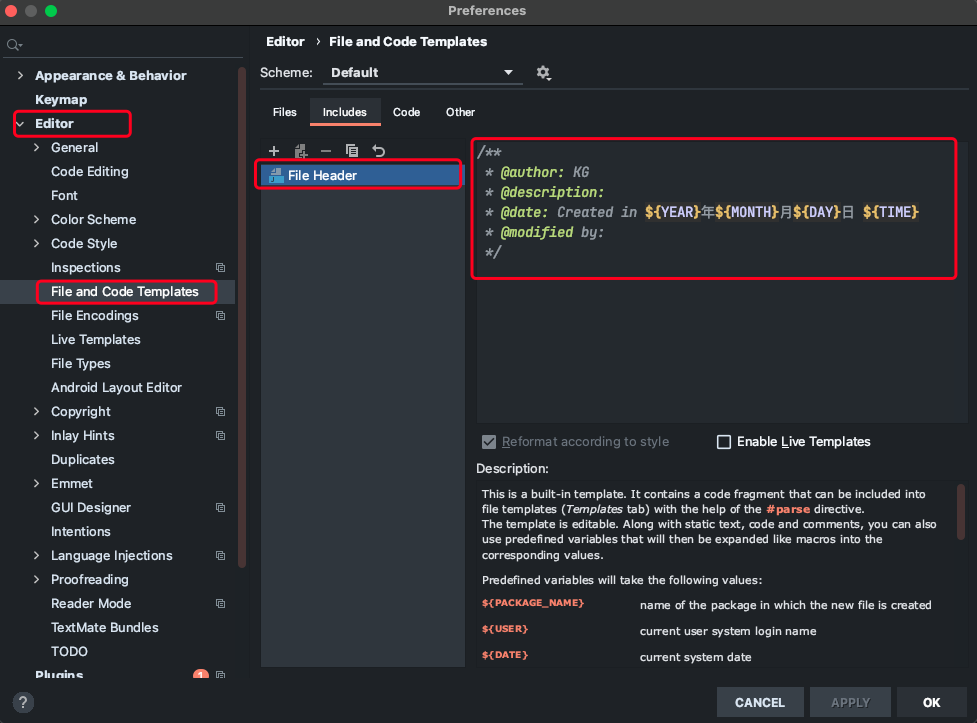 Preferences
Appearance & Behavior
Keymap
Editor
General
Code Editing
Font
Color Scheme
Code Style
Inspections
File and Code Templates
File Encodings
Live Templates
File Types
Android Layout Editor
Copyright
Inlay Hints
Duplicates
Emmet
GUI Designer
Intentions
Language Injections
Proofreading
Reader Mode
TextMate Bundles
TODO
Plugins 1
Editor › File and Code Templates
Scheme: Default
Files Includes Code Other
File Header
/**
* @author: KG
* @description:
* @date: Created in ${YEAR}年${MONTH}月${DAY}日 ${TIME}
* @modified by:
*/
Reformat according to style Enable Live Templates
Description:
This is a built-in template. It contains a code fragment that can be included into
file templates (Templates tab) with the help of the #parse directive.
The template is editable. Along with static text, code and comments, you can also
use predefined variables that will then be expanded like macros into the
corresponding values.
Predefined variables will take the following values:
${PACKAGE_NAME} name of the package in which the new file is created
${USER} current user system login name
${DATE} current system date
? CANCEL APPLY OK